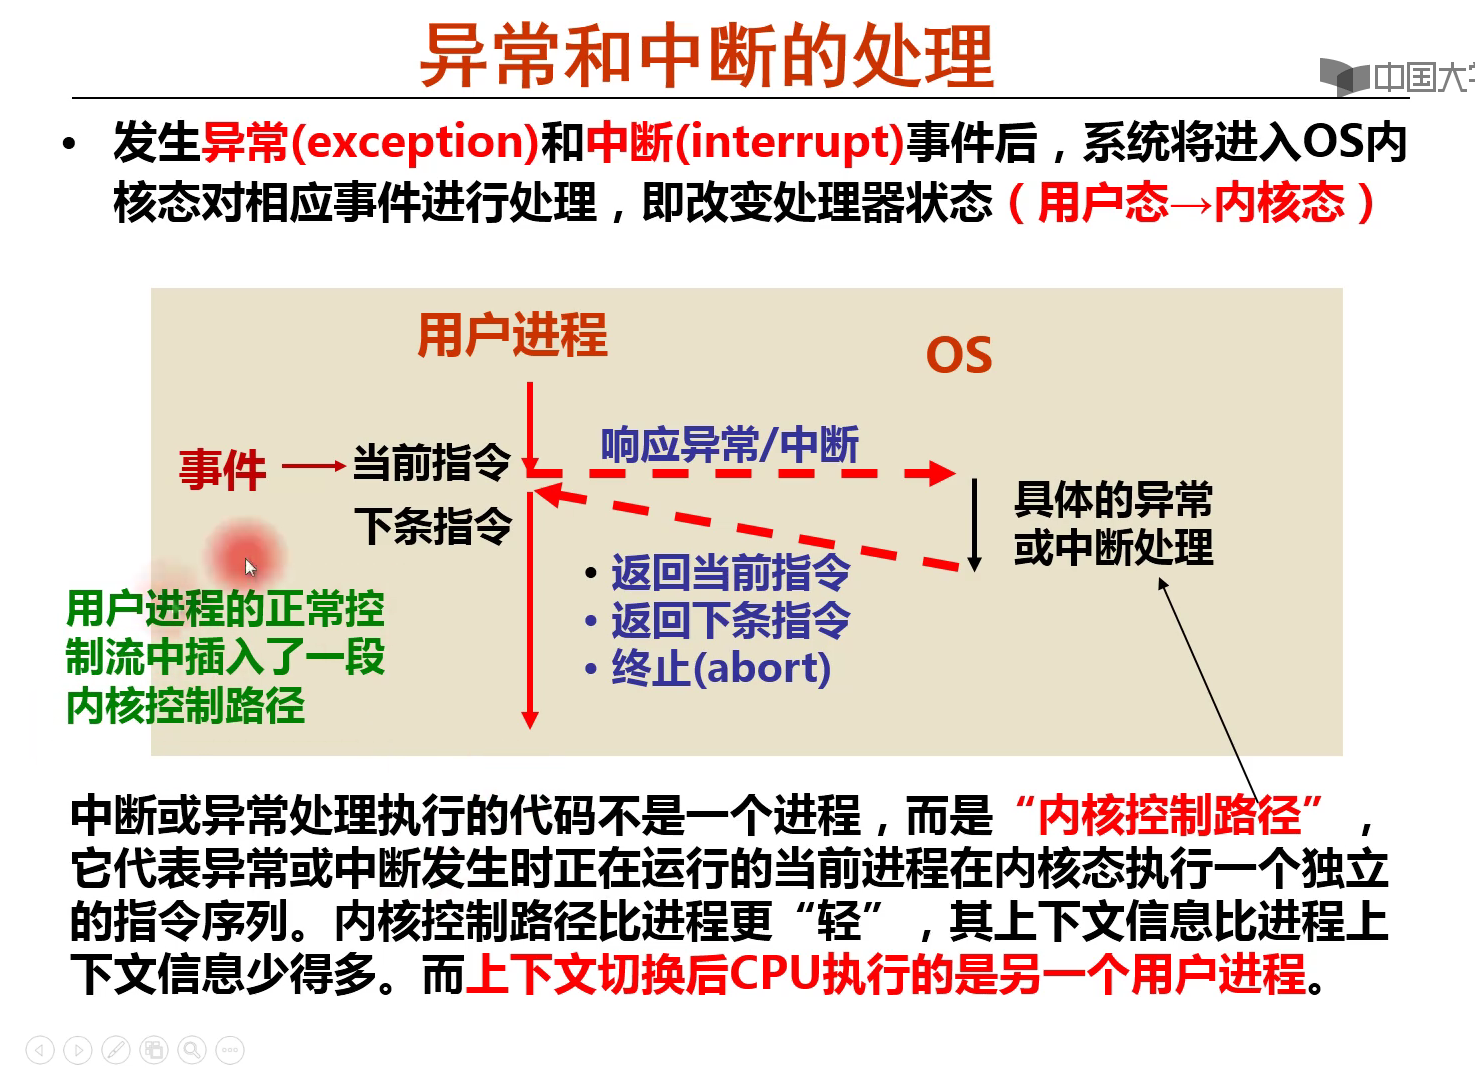 异常和中断的处理
中国大学
• 发生异常(exception)和中断(interrupt)事件后，系统将进入OS内
核态对相应事件进行处理，即改变处理器状态（用户态→内核态）
用户进程
OS
响应异常/中断
事件
当前指令
下条指令
具体的异常
或中断处理
• 返回当前指令
• 返回下条指令
• 终止(abort)
用户进程的正常控
制流中插入了一段
内核控制路径
中断或异常处理执行的代码不是一个进程，而是“内核控制路径”，
它代表异常或中断发生时正在运行的当前进程在内核态执行一个独立
的指令序列。内核控制路径比进程更“轻”，其上下文信息比进程上
下文信息少得多。而上下文切换后CPU执行的是另一个用户进程。